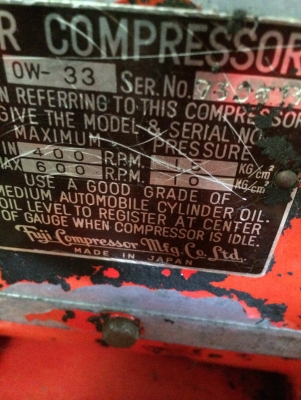 R COMPRESSOR
OW-33 SER. No.
N REFERRING TO THIS COMPRESSOR
GIVE THE MODEL & SERIAL NO
MAXIMUM PRESSURE
IN 400 R.P.M. KG/cm²
MAX 600 R.P.M. 10 KG/cm²
USE A GOOD GRADE OF
MEDIUM AUTOMOBILE CYLINDER OIL.
OIL LEVEL TO REGISTER AT CENTER
OF GAUGE WHEN COMPRESSOR IS IDLE.
Fuji Compressor Mfg. Co. Ltd.
MADE IN JAPAN